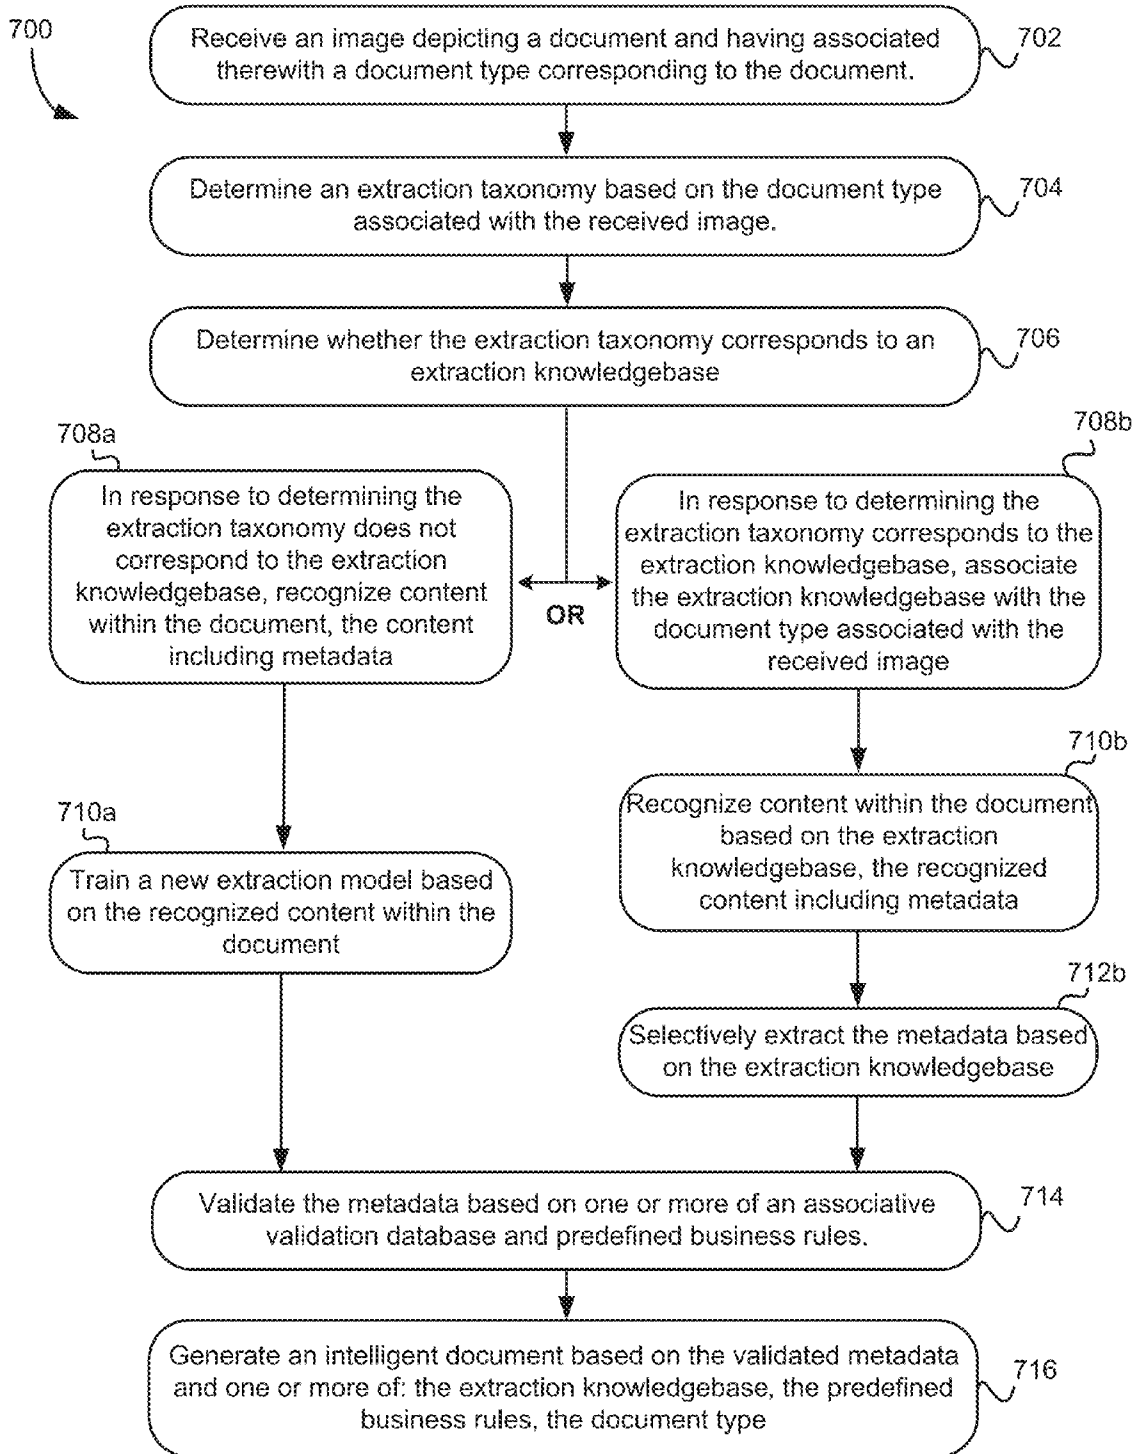 700
Receive an image depicting a document and having associated
therewith a document type corresponding to the document.
702
Determine an extraction taxonomy based on the document type
associated with the received image.
704
Determine whether the extraction taxonomy corresponds to an
extraction knowledgebase
706
708a
In response to determining the
extraction taxonomy does not
correspond to the extraction
knowledgebase, recognize content
within the document, the content
including metadata
OR
708b
In response to determining the
extraction taxonomy corresponds to the
extraction knowledgebase, associate
the extraction knowledgebase with the
document type associated with the
received image
710a
Train a new extraction model based
on the recognized content within the
document
710b
Recognize content within the document
based on the extraction
knowledgebase, the recognized
content including metadata
712b
Selectively extract the metadata based
on the extraction knowledgebase
Validate the metadata based on one or more of an associative
validation database and predefined business rules.
714
Generate an intelligent document based on the validated metadata
and one or more of: the extraction knowledgebase, the predefined
business rules, the document type
716